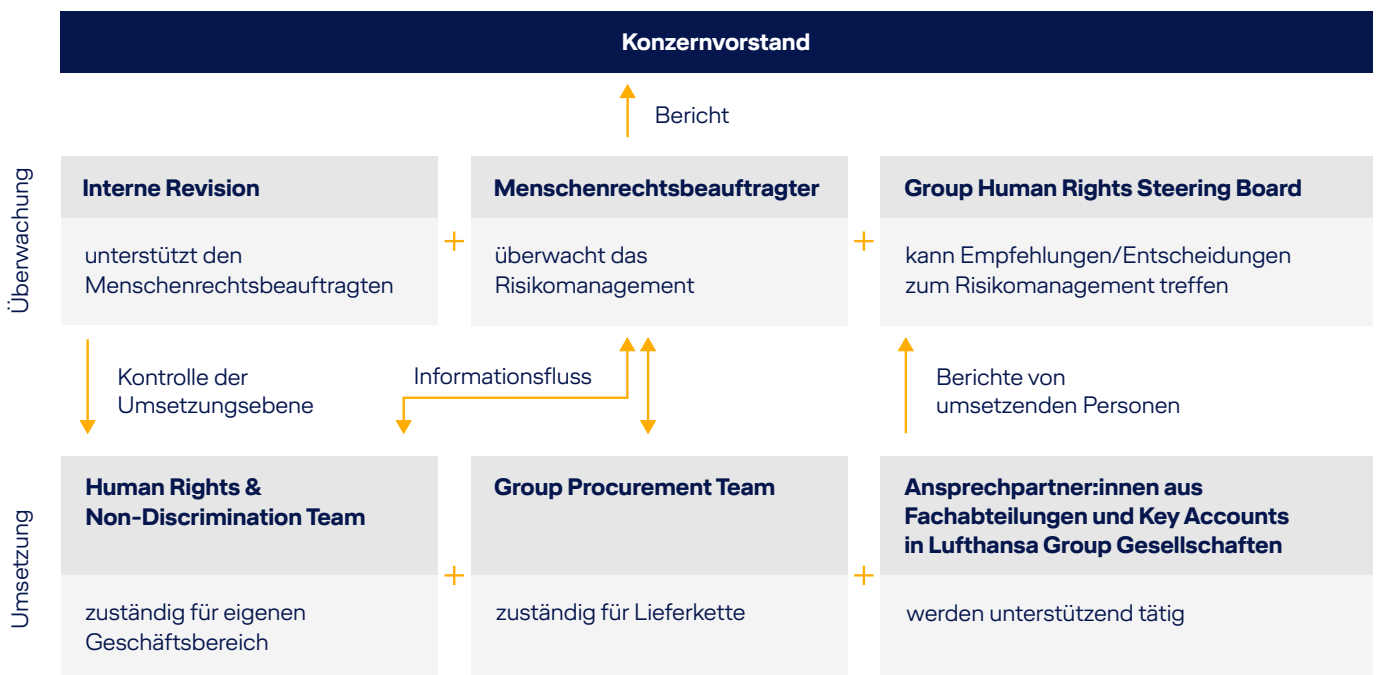 Konzernvorstand
Bericht
Überwachung
Interne Revision
unterstützt den
Menschenrechtsbeauftragten
+
Menschenrechtsbeauftragter
überwacht das
Risikomanagement
+
Group Human Rights Steering Board
kann Empfehlungen/Entscheidungen
zum Risikomanagement treffen
Kontrolle der
Umsetzungsebene
Informationsfluss
Berichte von
umsetzenden Personen
Umsetzung
Human Rights &
Non-Discrimination Team
zuständig für eigenen
Geschäftsbereich
+
Group Procurement Team
zuständig für Lieferkette
+
Ansprechpartner:innen aus
Fachabteilungen und Key Accounts
in Lufthansa Group Gesellschaften
werden unterstützend tätig